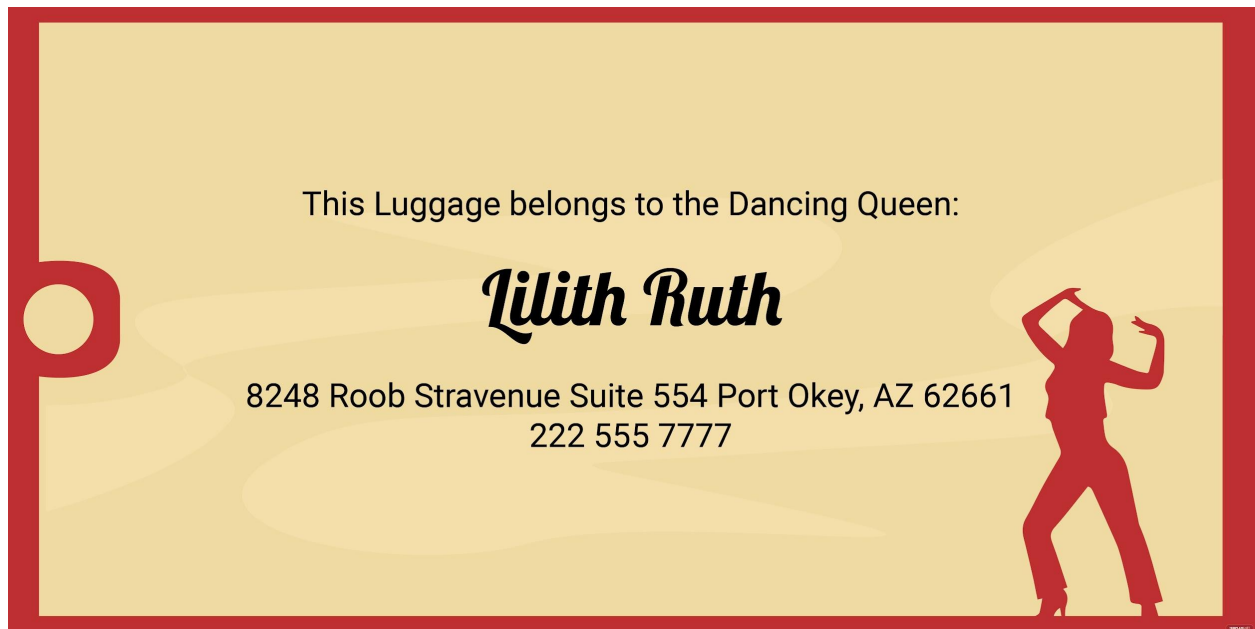 This Luggage belongs to the Dancing Queen:
Lilith Ruth
8248 Roob Stravenue Suite 554 Port Okey, AZ 62661
222 555 7777